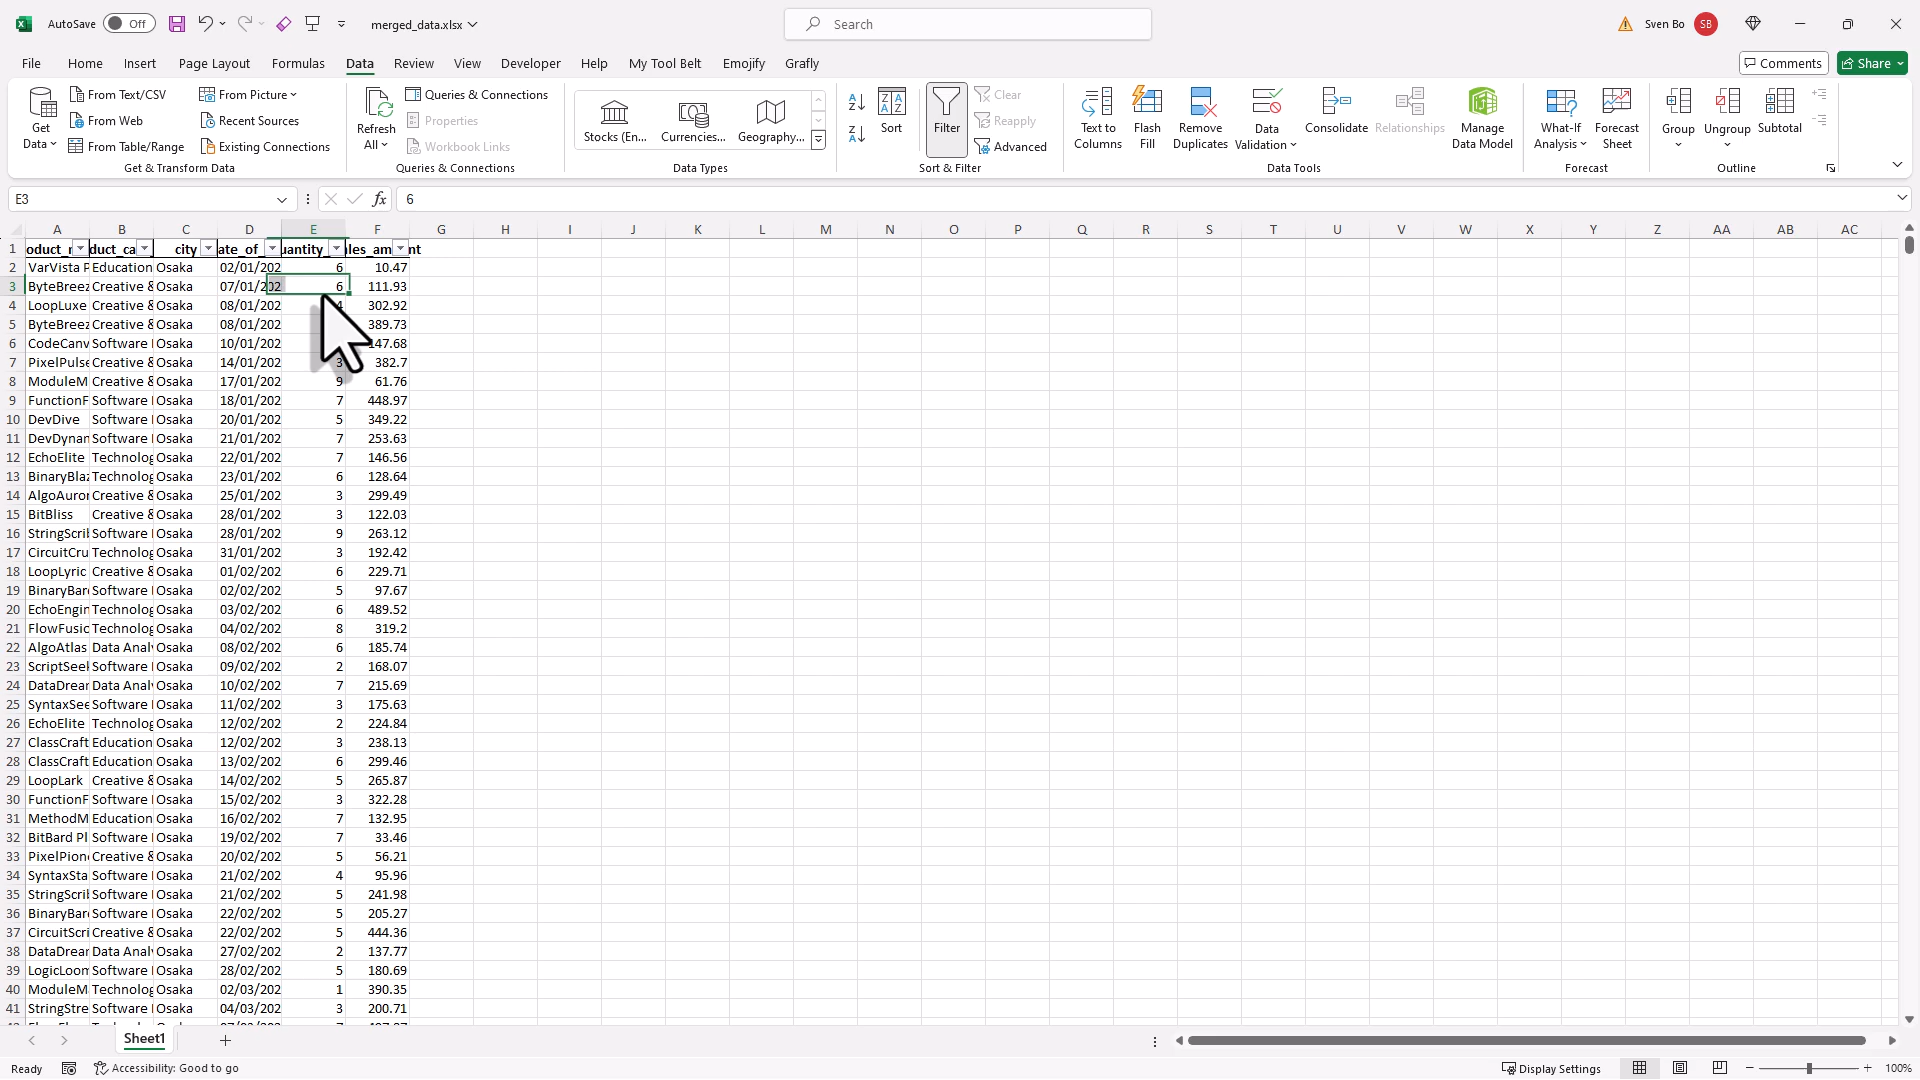 AutoSave Off merged_data.xlsx Search Sven Bo SB
File Home Insert Page Layout Formulas Data Review View Developer Help My Tool Belt Emojify Grafly Comments Share
Get Data From Text/CSV From Picture Refresh All Queries & Connections Stocks (En... Currencies... Geography... Sort Filter Clear Text to Columns Flash Fill Remove Duplicates Data Validation Consolidate Relationships Manage Data Model What-If Analysis Forecast Sheet Group Ungroup Subtotal
From Web Recent Sources Properties Reapply
From Table/Range Existing Connections Workbook Links Advanced
Get & Transform Data Queries & Connections Data Types Sort & Filter Data Tools Forecast Outline
E3 fx 6
A B C D E F G H I J K L M N O P Q R S T U V W X Y Z AA AB AC
1 oduct_n duct_ca city ate_of_ uantity_ les_am nt
2 VarVista P Education Osaka 02/01/202 6 10.47
3 ByteBreez Creative & Osaka 07/01/202 6 111.93
4 LoopLuxe Creative & Osaka 08/01/202 4 302.92
5 ByteBreez Creative & Osaka 08/01/202 389.73
6 CodeCanv Software Osaka 10/01/202 147.68
7 PixelPulse Creative & Osaka 14/01/202 3 382.7
8 ModuleM Creative & Osaka 17/01/202 9 61.76
9 FunctionF Software Osaka 18/01/202 7 448.97
10 DevDive Software Osaka 20/01/202 5 349.22
11 DevDynan Software Osaka 21/01/202 7 253.63
12 EchoElite Technolog Osaka 22/01/202 7 146.56
13 BinaryBlaz Technolog Osaka 23/01/202 6 128.64
14 AlgoAuror Creative & Osaka 25/01/202 3 299.49
15 BitBliss Creative & Osaka 28/01/202 3 122.03
16 StringScril Software Osaka 28/01/202 9 263.12
17 CircuitCru Technolog Osaka 31/01/202 3 192.42
18 LoopLyric Creative & Osaka 01/02/202 6 229.71
19 BinaryBar Software Osaka 02/02/202 5 97.67
20 EchoEngin Technolog Osaka 03/02/202 6 489.52
21 FlowFusic Technolog Osaka 04/02/202 8 319.2
22 AlgoAtlas Data Anal Osaka 08/02/202 6 185.74
23 ScriptSeel Software Osaka 09/02/202 2 168.07
24 DataDrear Data Anal Osaka 10/02/202 7 215.69
25 SyntaxSee Software Osaka 11/02/202 3 175.63
26 EchoElite Technolog Osaka 12/02/202 2 224.84
27 ClassCraft Education Osaka 12/02/202 3 238.13
28 ClassCraft Education Osaka 13/02/202 6 299.46
29 LoopLark Creative & Osaka 14/02/202 5 265.87
30 FunctionF Software Osaka 15/02/202 3 322.28
31 MethodM Education Osaka 16/02/202 7 132.95
32 BitBard Pl Software Osaka 19/02/202 7 33.46
33 PixelPion Creative & Osaka 20/02/202 5 56.21
34 SyntaxSta Software Osaka 21/02/202 4 95.96
35 StringScril Software Osaka 21/02/202 5 241.98
36 BinaryBar Software Osaka 22/02/202 5 205.27
37 CircuitScri Creative & Osaka 22/02/202 5 444.36
38 DataDrear Data Anal Osaka 27/02/202 2 137.77
39 LogicLoon Software Osaka 28/02/202 5 180.69
40 ModuleM Technolog Osaka 02/03/202 1 390.35
41 StringStre Software Osaka 04/03/202 3 200.71
Sheet1
Ready Accessibility: Good to go Display Settings 100%